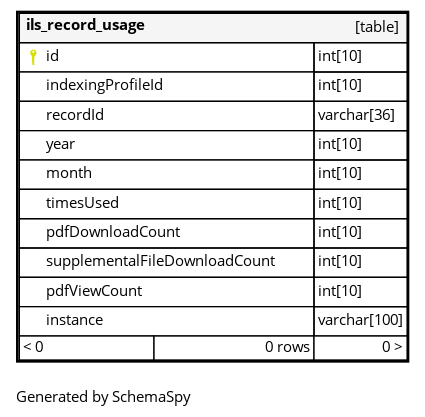 ils_record_usage [table]
id int[10]
indexingProfileId int[10]
recordId varchar[36]
year int[10]
month int[10]
timesUsed int[10]
pdfDownloadCount int[10]
supplementalFileDownloadCount int[10]
pdfViewCount int[10]
instance varchar[100]
< 0 0 rows 0 >
Generated by SchemaSpy